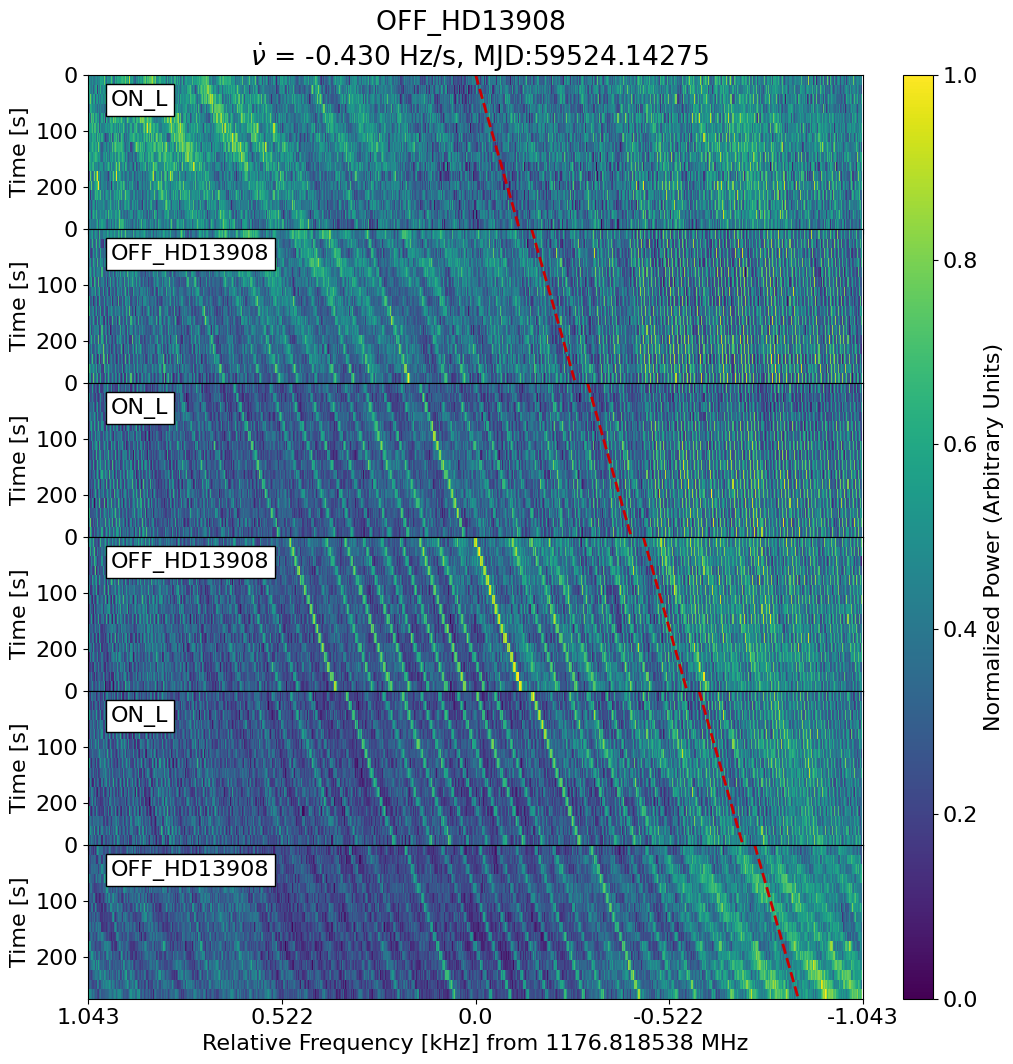 OFF_HD13908
ν̇ = -0.430 Hz/s, MJD:59524.14275
0
ON_L
100
Time [s]
200
0
OFF_HD13908
100
Time [s]
200
0
ON_L
100
Time [s]
200
0
OFF_HD13908
100
Time [s]
200
0
ON_L
100
Time [s]
200
0
OFF_HD13908
100
Time [s]
200
1.043 0.522 0.0 -0.522 -1.043
Relative Frequency [kHz] from 1176.818538 MHz
1.0
0.8
0.6
0.4
0.2
0.0
Normalized Power (Arbitrary Units)